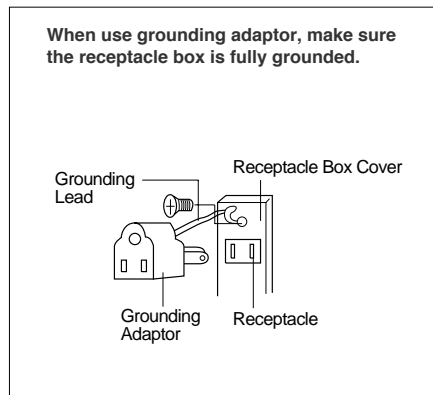 When use grounding adaptor, make sure
the receptacle box is fully grounded.
Receptacle Box Cover
Grounding
Lead
Grounding
Adaptor
Receptacle